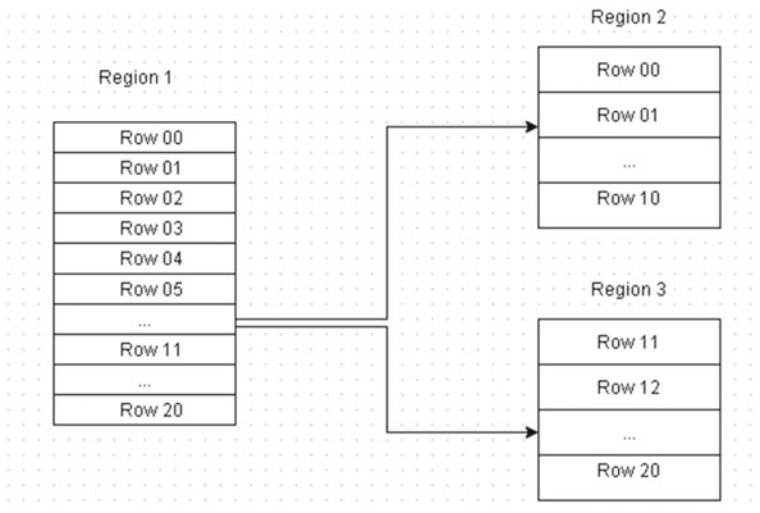 Region 1
Row 00
Row 01
Row 02
Row 03
Row 04
Row 05
...
Row 11
...
Row 20
Region 2
Row 00
Row 01
...
Row 10
Region 3
Row 11
Row 12
...
Row 20